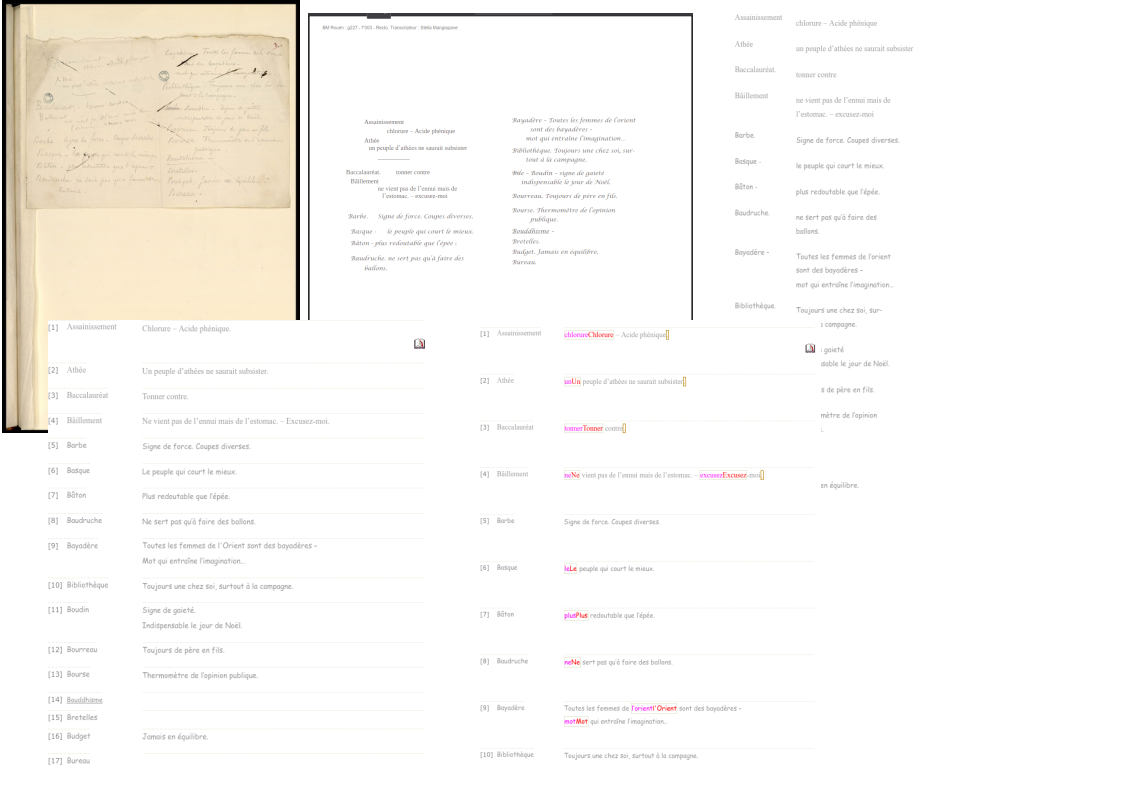 BM-Rouen : g227 - f°003 - Recto. Transcriptor : Stella Mangiapane
Assainissement
chlorure – Acide phénique
Athée
un peuple d'athées ne saurait subsister
Baccalauréat. tonner contre
Bâillement
ne vient pas de l'ennui mais de
l'estomac. – excusez-moi
Barbe. Signe de force. Coupes diverses.
Basque - le peuple qui court le mieux.
Bâton - plus redoutable que l'épée :
Baudruche. ne sert pas qu'à faire des
ballons.
Bayadère – Toutes les femmes de l'orient
sont des bayadères -
mot qui entraîne l'imagination...
Bibliothèque. Toujours une chez soi, sur-
tout à la campagne.
Boudin – signe de gaieté
indispensable le jour de Noël.
Bourreau. Toujours de père en fils.
Bourse. Thermomètre de l'opinion
publique.
Bouddhisme -
Bretelles.
Budget. Jamais en équilibre.
Bureau.
Assainissement chlorure – Acide phénique
Athée un peuple d'athées ne saurait subsister
Baccalauréat. tonner contre
Bâillement ne vient pas de l'ennui mais de
l'estomac. – excusez-moi
Barbe. Signe de force. Coupes diverses.
Basque - le peuple qui court le mieux.
Bâton - plus redoutable que l'épée.
Baudruche. ne sert pas qu'à faire des
ballons.
Bayadère – Toutes les femmes de l'orient
sont des bayadères –
mot qui entraîne l'imagination...
Bibliothèque. Toujours une chez soi, sur-
campagne.
gaieté
sable le jour de Noël.
s de père en fils.
mètre de l'opinion
en équilibre.
[1] Assainissement Chlorure – Acide phénique.
[2] Athée Un peuple d'athées ne saurait subsister.
[3] Baccalauréat Tonner contre.
[4] Bâillement Ne vient pas de l'ennui mais de l'estomac. – Excusez-moi.
[5] Barbe Signe de force. Coupes diverses.
[6] Basque Le peuple qui court le mieux.
[7] Bâton Plus redoutable que l'épée.
[8] Baudruche Ne sert pas qu'à faire des ballons.
[9] Bayadère Toutes les femmes de l'Orient sont des bayadères –
Mot qui entraîne l'imagination...
[10] Bibliothèque Toujours une chez soi, surtout à la campagne.
[11] Boudin Signe de gaieté.
Indispensable le jour de Noël.
[12] Bourreau Toujours de père en fils.
[13] Bourse Thermomètre de l'opinion publique.
[14] Bouddhisme
[15] Bretelles
[16] Budget Jamais en équilibre.
[17] Bureau
[1] Assainissement chlorureChlorure – Acide phénique.
[2] Athée unUn peuple d'athées ne saurait subsister.
[3] Baccalauréat tonnerTonner contre.
[4] Bâillement neNe vient pas de l'ennui mais de l'estomac. – excusezExcusez-moi.
[5] Barbe Signe de force. Coupes diverses.
[6] Basque leLe peuple qui court le mieux.
[7] Bâton plusPlus redoutable que l'épée.
[8] Baudruche neNe sert pas qu'à faire des ballons.
[9] Bayadère Toutes les femmes de l'orientl'Orient sont des bayadères –
motMot qui entraîne l'imagination...
[10] Bibliothèque Toujours une chez soi, surtout à la campagne.